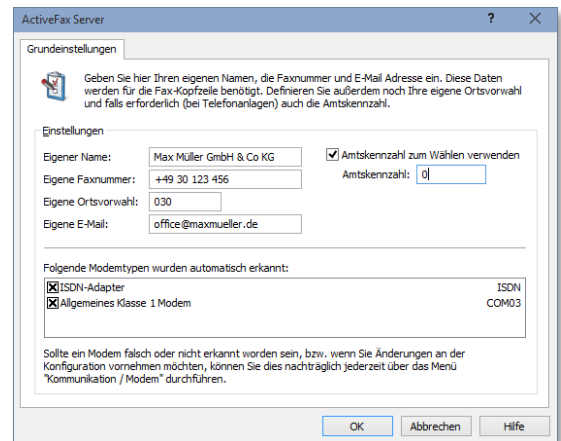 ActiveFax Server
Grundeinstellungen
Geben Sie hier Ihren eigenen Namen, die Faxnummer und E-Mail Adresse ein. Diese Daten
werden für die Fax-Kopfzeile benötigt. Definieren Sie außerdem noch Ihre eigene Ortsvorwahl
und falls erforderlich (bei Telefonanlagen) auch die Amtskennzahl.
Einstellungen
Eigener Name: Max Müller GmbH & Co KG
Amtskennzahl zum Wählen verwenden
Eigene Faxnummer: +49 30 123 456
Amtskennzahl: 0
Eigene Ortsvorwahl: 030
Eigene E-Mail: office@maxmueller.de
Folgende Modemtypen wurden automatisch erkannt:
ISDN-Adapter ISDN
Allgemeines Klasse 1 Modem COM03
Sollte ein Modem falsch oder nicht erkannt worden sein, bzw. wenn Sie Änderungen an der
Konfiguration vornehmen möchten, können Sie dies nachträglich jederzeit über das Menü
"Kommunikation / Modem" durchführen.
OK Abbrechen Hilfe